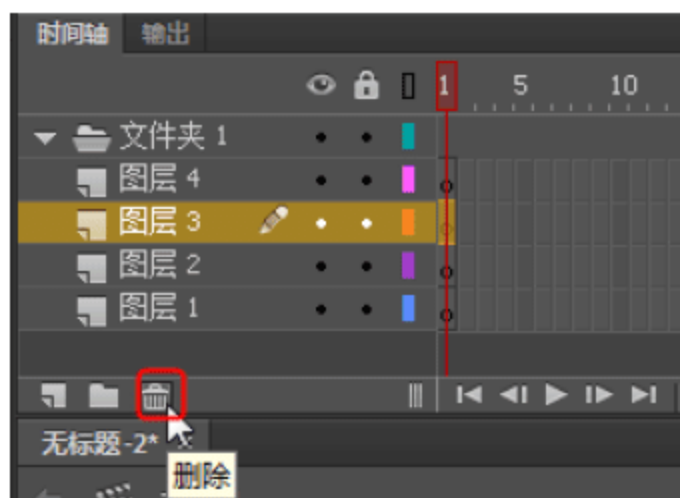 时间轴 输出
1 5 10
文件夹 1
图层 4
图层 3
图层 2
图层 1
无标题-2* ×
删除